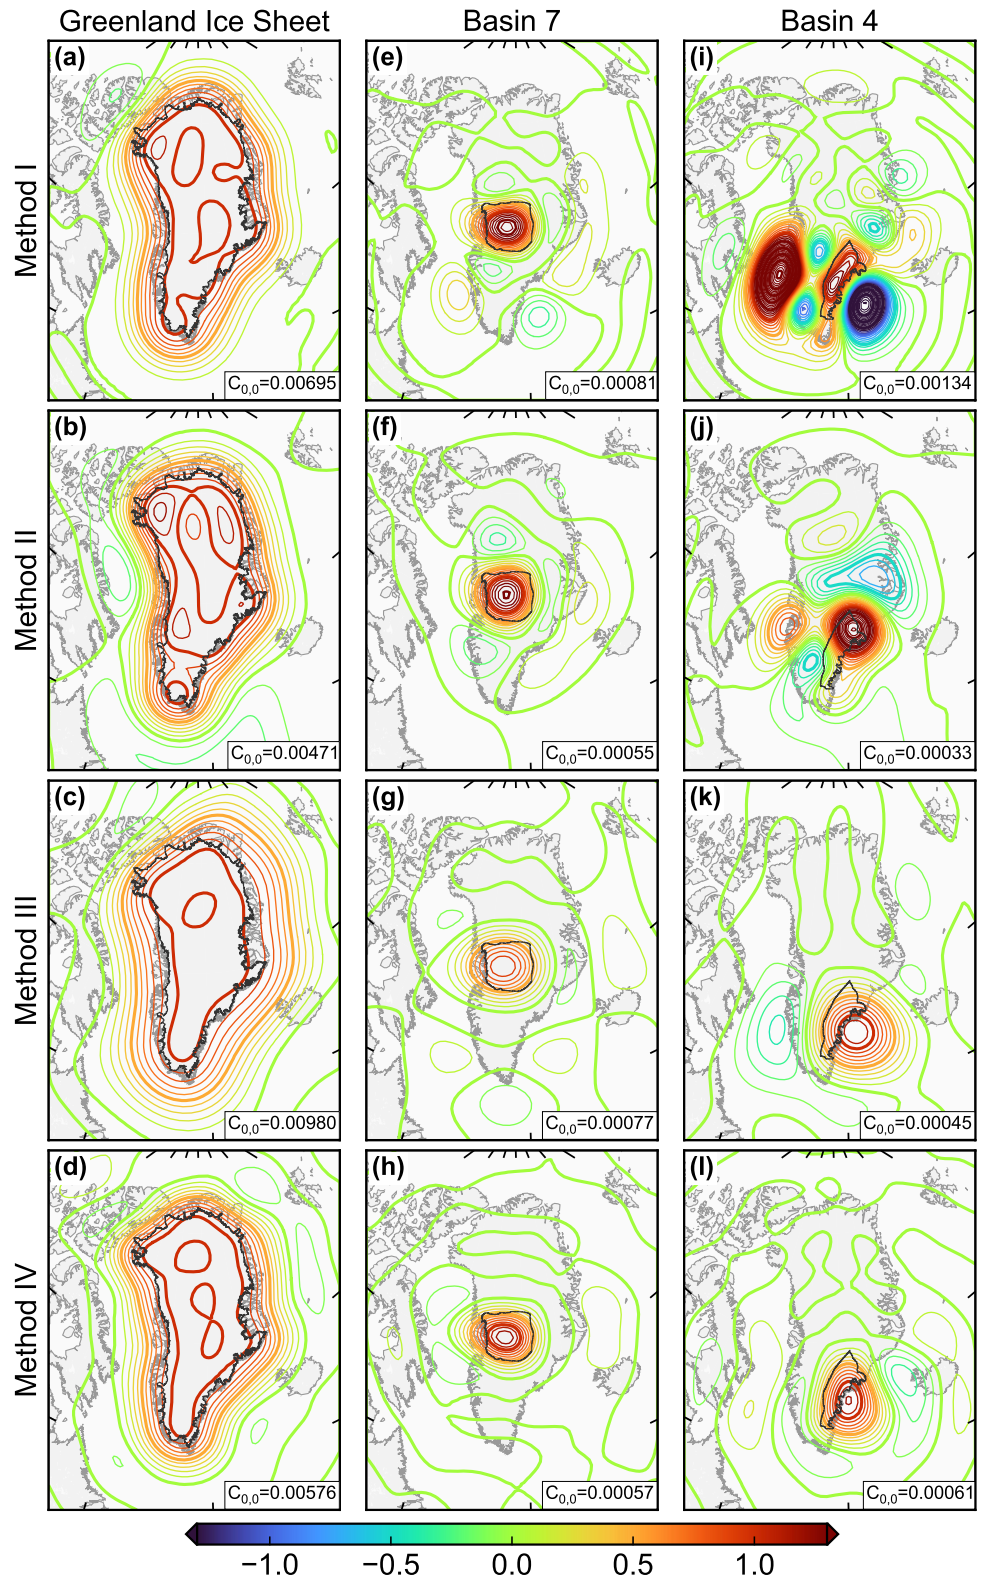 Greenland Ice Sheet Basin 7 Basin 4
Method I
(a) (e) (i)
C0,0=0.00695 C0,0=0.00081 C0,0=0.00134
Method II
(b) (f) (j)
C0,0=0.00471 C0,0=0.00055 C0,0=0.00033
Method III
(c) (g) (k)
C0,0=0.00980 C0,0=0.00077 C0,0=0.00045
Method IV
(d) (h) (l)
C0,0=0.00576 C0,0=0.00057 C0,0=0.00061
−1.0 −0.5 0.0 0.5 1.0